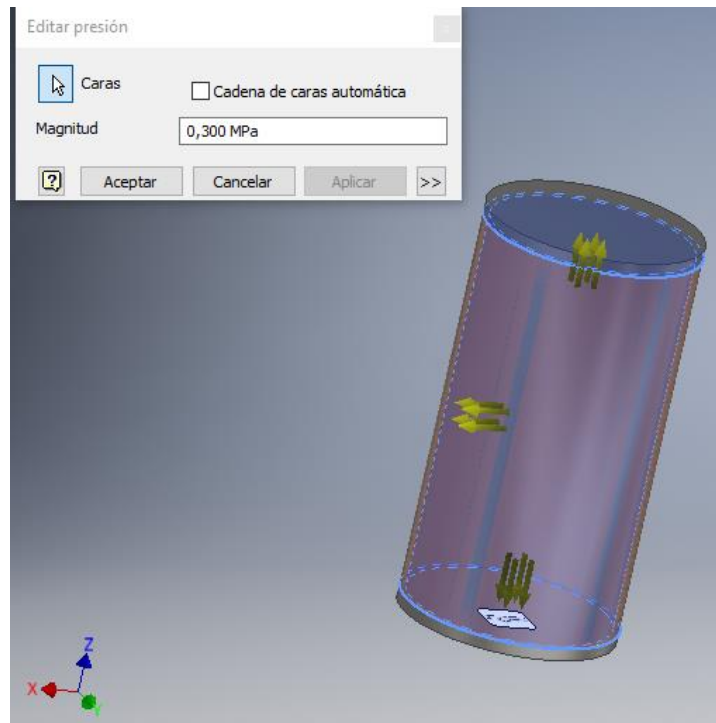 Editar presión
Caras
Cadena de caras automática
Magnitud
0,300 MPa
Aceptar
Cancelar
Aplicar
>>
Z
X
Y